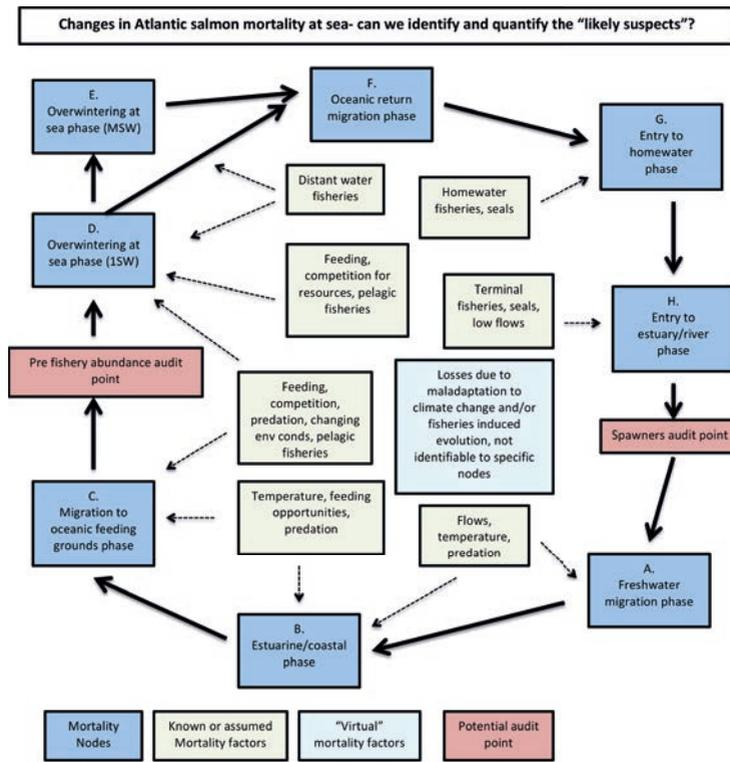 Changes in Atlantic salmon mortality at sea- can we identify and quantify the “likely suspects”?
E.
Overwintering at
sea phase (MSW)
F.
Oceanic return
migration phase
G.
Entry to
homewater
phase
Distant water
fisheries
Homewater
fisheries, seals
D.
Overwintering at
sea phase (1SW)
Feeding,
competition for
resources, pelagic
fisheries
Terminal
fisheries, seals,
low flows
H.
Entry to
estuary/river
phase
Pre fishery abundance audit
point
Feeding,
competition,
predation, changing
env conds, pelagic
fisheries
Losses due to
maladaptation to
climate change and/or
fisheries induced
evolution, not
identifiable to specific
nodes
Spawners audit point
C.
Migration to
oceanic feeding
grounds phase
Temperature, feeding
opportunities,
predation
Flows,
temperature,
predation
A.
Freshwater
migration phase
B.
Estuarine/coastal
phase
Mortality
Nodes
Known or assumed
Mortality factors
“Virtual”
mortality factors
Potential audit
point